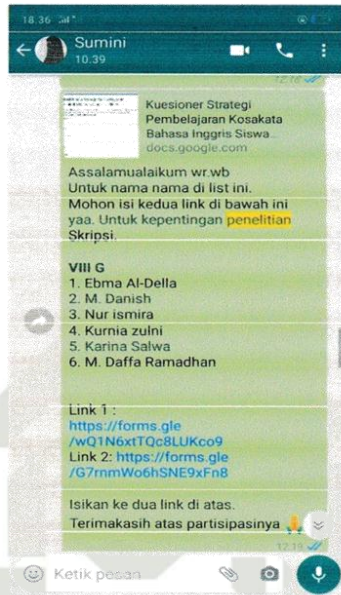 18.36
Sumini
10.39
12.16
Kuesioner Strategi
Pembelajaran Kosakata
Bahasa Inggris Siswa...
docs.google.com
Assalamualaikum wr.wb
Untuk nama nama di list ini.
Mohon isi kedua link di bawah ini
yaa. Untuk kepentingan penelitian
Skripsi.
VIII G
1. Ebma Al-Della
2. M. Danish
3. Nur ismira
4. Kurnia zulni
5. Karina Salwa
6. M. Daffa Ramadhan
Link 1 :
https://forms.gle
/wQ1N6xtTQc8LUKco9
Link 2: https://forms.gle
/G7rnmWo6hSNE9xFn8
Isikan ke dua link di atas.
Terimakasih atas partisipasinya 🙏
17.19
Ketik pesan